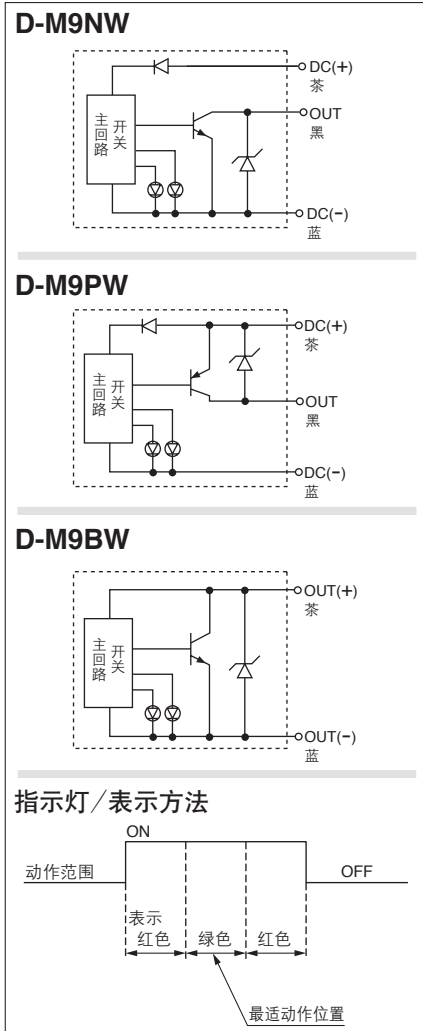 D-M9NW
DC(+)
茶
OUT
黑
开关
主回路
DC(−)
蓝
D-M9PW
DC(+)
茶
开关
主回路
OUT
黑
DC(−)
蓝
D-M9BW
OUT(+)
茶
开关
主回路
OUT(−)
蓝
指示灯/表示方法
ON
动作范围
OFF
表示
红色
绿色
红色
最适动作位置